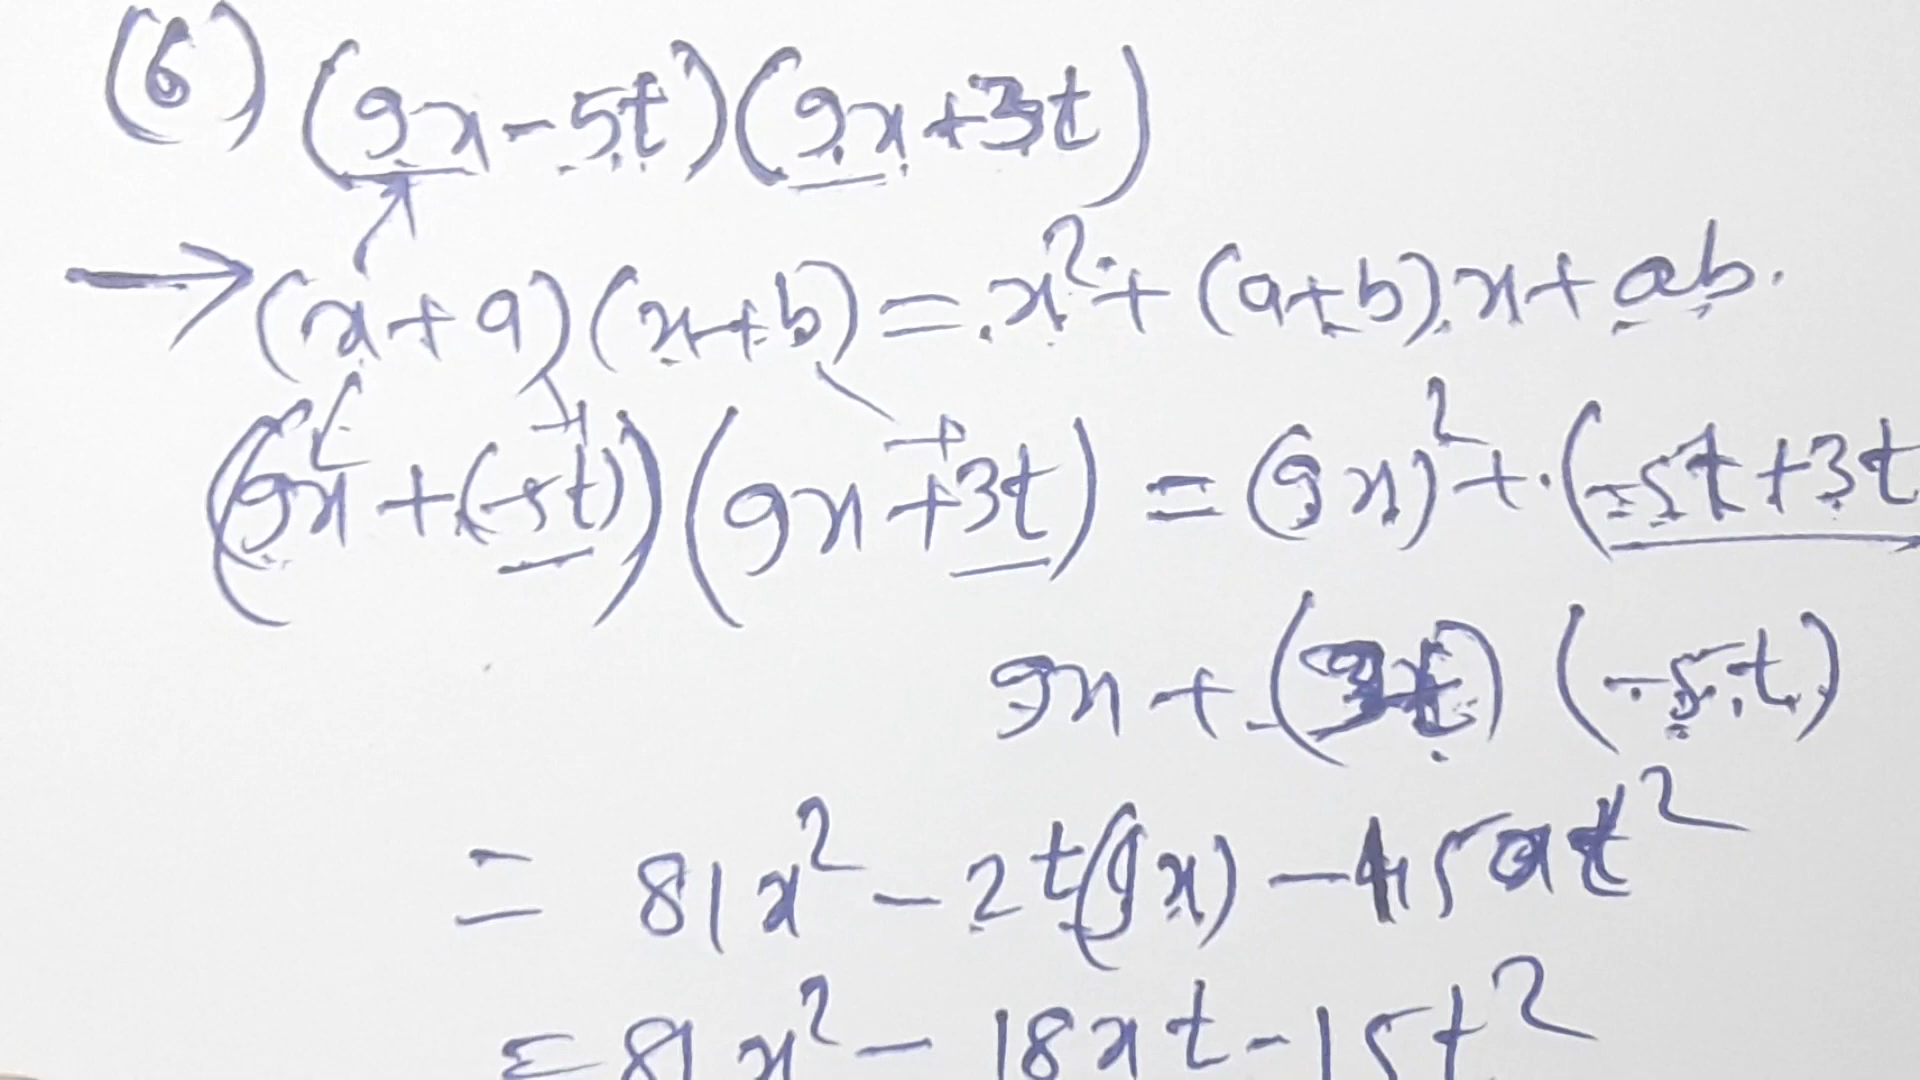 (6) (9x-5t)(9x+3t)
→ (x+a)(x+b) = x²+(a+b)x+ab.
(9x+(-5t))(9x+3t) = (9x)²+(-5t+3t
9x+(3t)(-5t)
= 81x²-2t(9x)-15t²
= 81x²-18xt-15t²